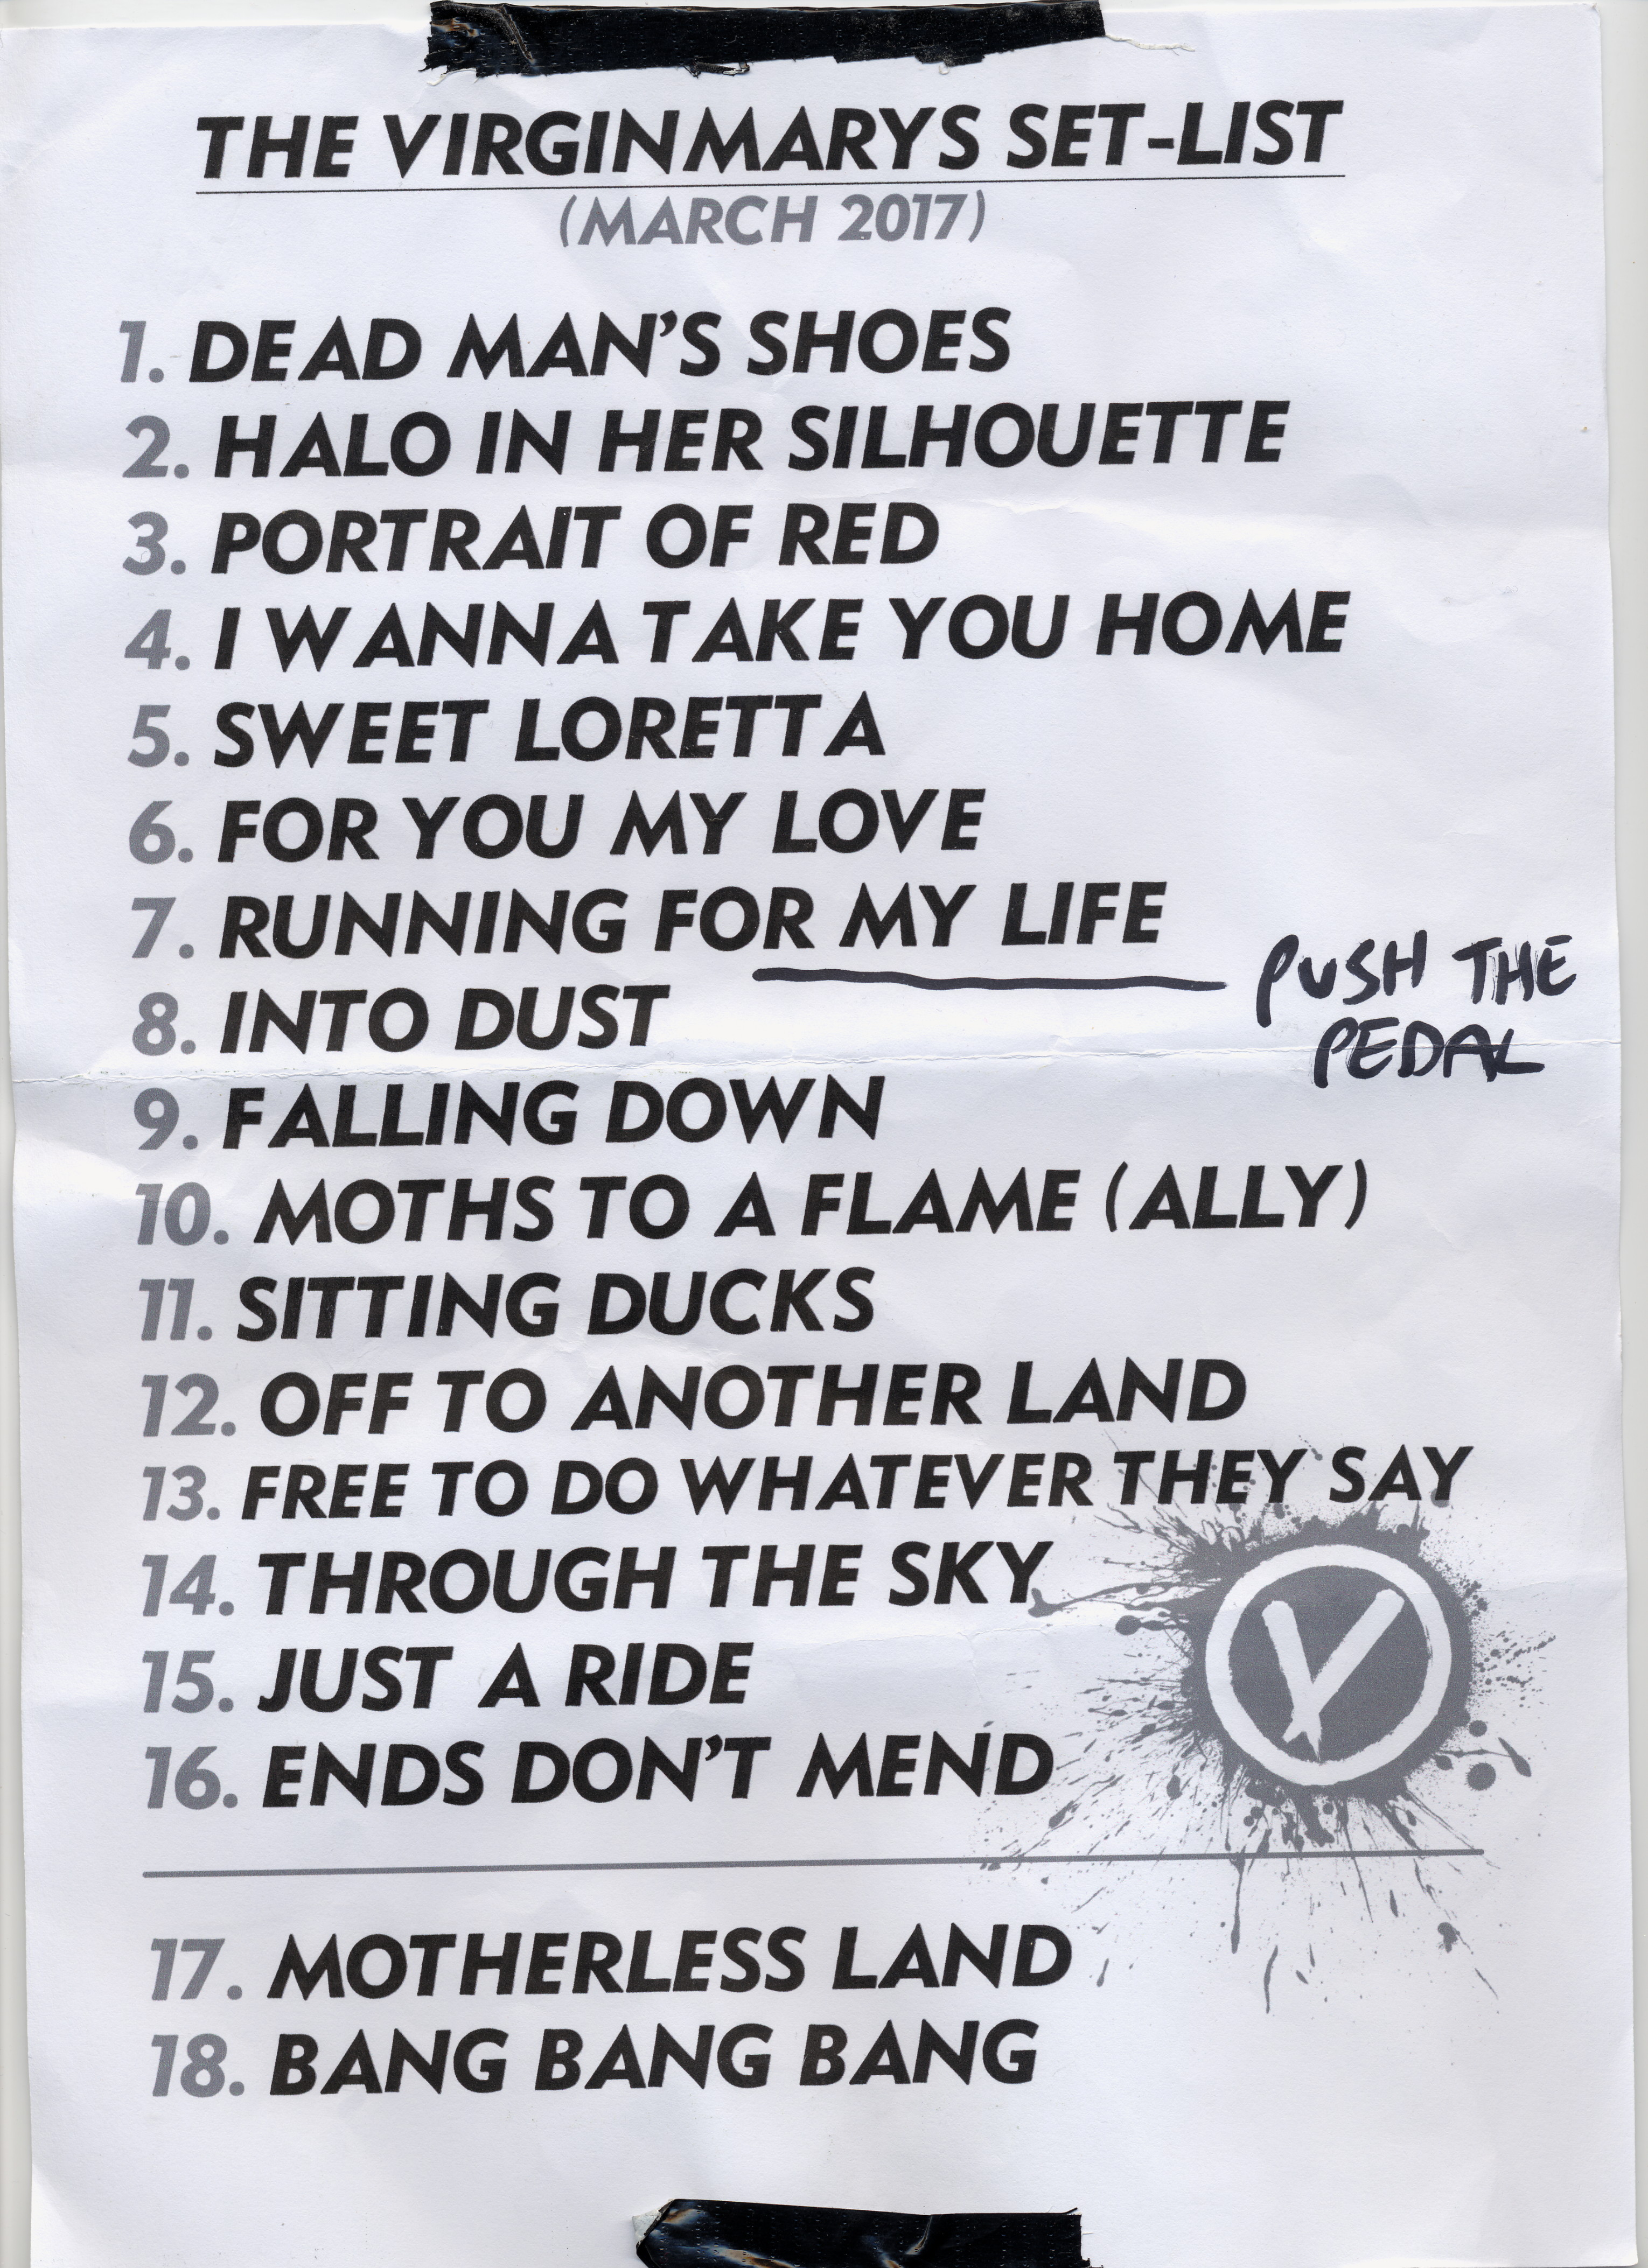 THE VIRGINMARYS SET-LIST
(MARCH 2017)
1. DEAD MAN'S SHOES
2. HALO IN HER SILHOUETTE
3. PORTRAIT OF RED
4. I WANNA TAKE YOU HOME
5. SWEET LORETTA
6. FOR YOU MY LOVE
7. RUNNING FOR MY LIFE
PUSH THE
PEDAL
8. INTO DUST
9. FALLING DOWN
10. MOTHS TO A FLAME (ALLY)
11. SITTING DUCKS
12. OFF TO ANOTHER LAND
13. FREE TO DO WHATEVER THEY SAY
14. THROUGH THE SKY
15. JUST A RIDE
16. ENDS DON'T MEND
V
17. MOTHERLESS LAND
18. BANG BANG BANG